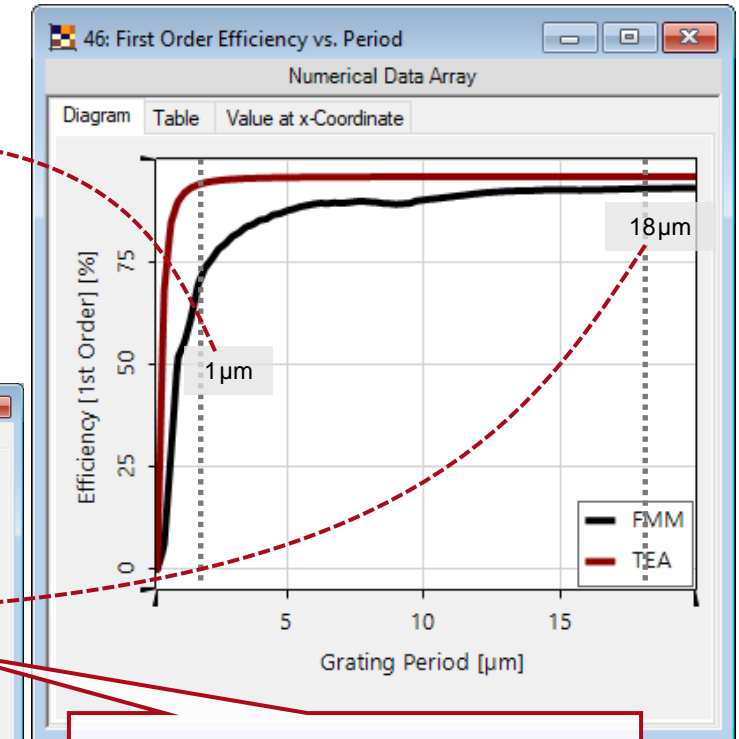 46: First Order Efficiency vs. Period
Numerical Data Array
Diagram Table Value at x-Coordinate
Efficiency [1st Order] [%]
75
50
25
0
18µm
1µm
FMM
TEA
5 10 15
Grating Period [µm]